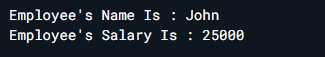 Employee's Name Is : John
Employee's Salary Is : 25000